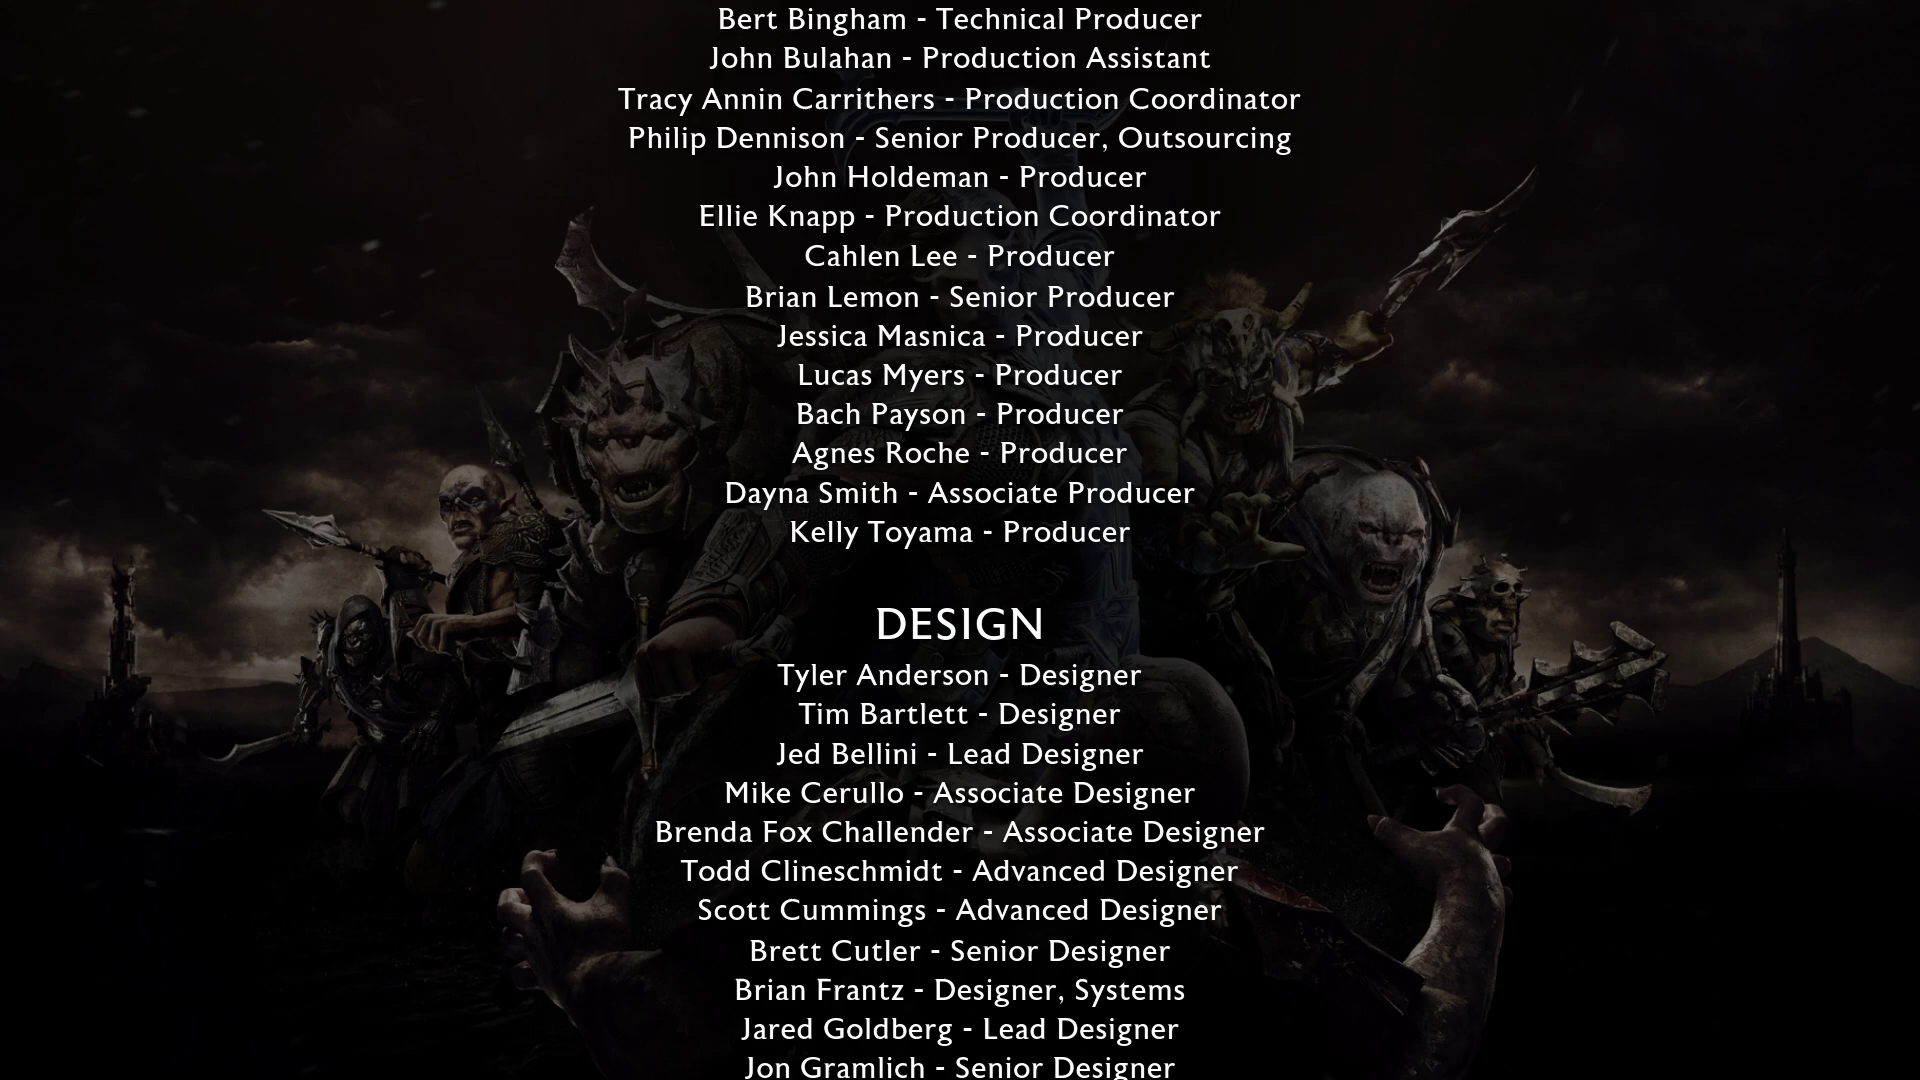 Bert Bingham - Technical Producer
John Bulahan - Production Assistant
Tracy Annin Carrithers - Production Coordinator
Philip Dennison - Senior Producer, Outsourcing
John Holdeman - Producer
Ellie Knapp - Production Coordinator
Cahlen Lee - Producer
Brian Lemon - Senior Producer
Jessica Masnica - Producer
Lucas Myers - Producer
Bach Payson - Producer
Agnes Roche - Producer
Dayna Smith - Associate Producer
Kelly Toyama - Producer
DESIGN
Tyler Anderson - Designer
Tim Bartlett - Designer
Jed Bellini - Lead Designer
Mike Cerullo - Associate Designer
Brenda Fox Challender - Associate Designer
Todd Clineschmidt - Advanced Designer
Scott Cummings - Advanced Designer
Brett Cutler - Senior Designer
Brian Frantz - Designer, Systems
Jared Goldberg - Lead Designer
Jon Gramlich - Senior Designer